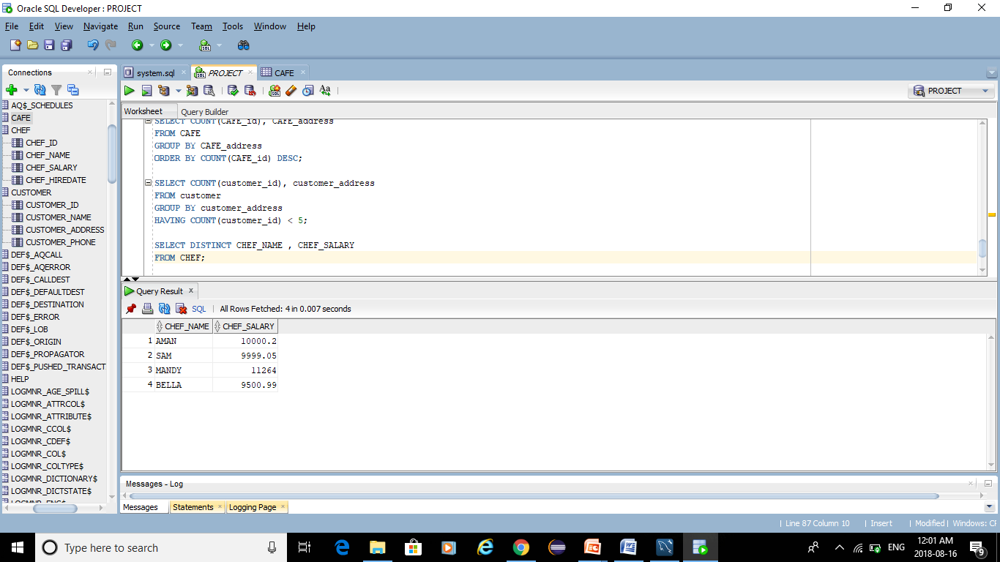 Oracle SQL Developer : PROJECT
File Edit View Navigate Run Source Team Tools Window Help
Connections
system.sql
PROJECT
CAFE
PROJECT
Worksheet Query Builder
AQ$_SCHEDULES
CAFE
CHEF
CHEF_ID
CHEF_NAME
CHEF_SALARY
CHEF_HIREDATE
CUSTOMER
CUSTOMER_ID
CUSTOMER_NAME
CUSTOMER_ADDRESS
CUSTOMER_PHONE
DEF$_AQCALL
DEF$_AQERROR
DEF$_CALLDEST
DEF$_DEFAULTDEST
DEF$_DESTINATION
DEF$_ERROR
DEF$_LOB
DEF$_ORIGIN
DEF$_PROPAGATOR
DEF$_PUSHED_TRANSACT
HELP
LOGMNR_AGE_SPILL$
LOGMNR_ATTRCOL$
LOGMNR_ATTRIBUTE$
LOGMNR_CCOL$
LOGMNR_CDEF$
LOGMNR_COL$
LOGMNR_COLTYPE$
LOGMNR_DICTIONARY$
LOGMNR_DICTSTATE$
LOGMNR_ENC$
SELECT COUNT(CAFE_id), CAFE_address
FROM CAFE
GROUP BY CAFE_address
ORDER BY COUNT(CAFE_id) DESC;
SELECT COUNT(customer_id), customer_address
FROM customer
GROUP BY customer_address
HAVING COUNT(customer_id) < 5;
SELECT DISTINCT CHEF_NAME , CHEF_SALARY
FROM CHEF;
Query Result x
SQL | All Rows Fetched: 4 in 0.007 seconds
CHEF_NAME CHEF_SALARY
1 AMAN 10000.2
2 SAM 9999.05
3 MANDY 11264
4 BELLA 9500.99
Messages - Log
Messages Statements Logging Page
| Line 87 Column 10 | Insert | Modified | Windows: CF
Type here to search
ENG
12:01 AM
2018-08-16
9